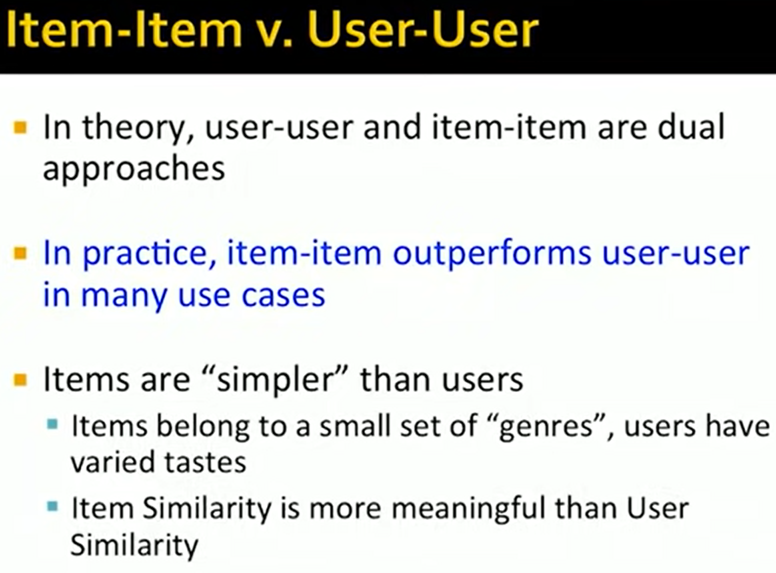 Item-Item v. User-User
In theory, user-user and item-item are dual
approaches
In practice, item-item outperforms user-user
in many use cases
Items are “simpler” than users
Items belong to a small set of “genres”, users have
varied tastes
Item Similarity is more meaningful than User
Similarity